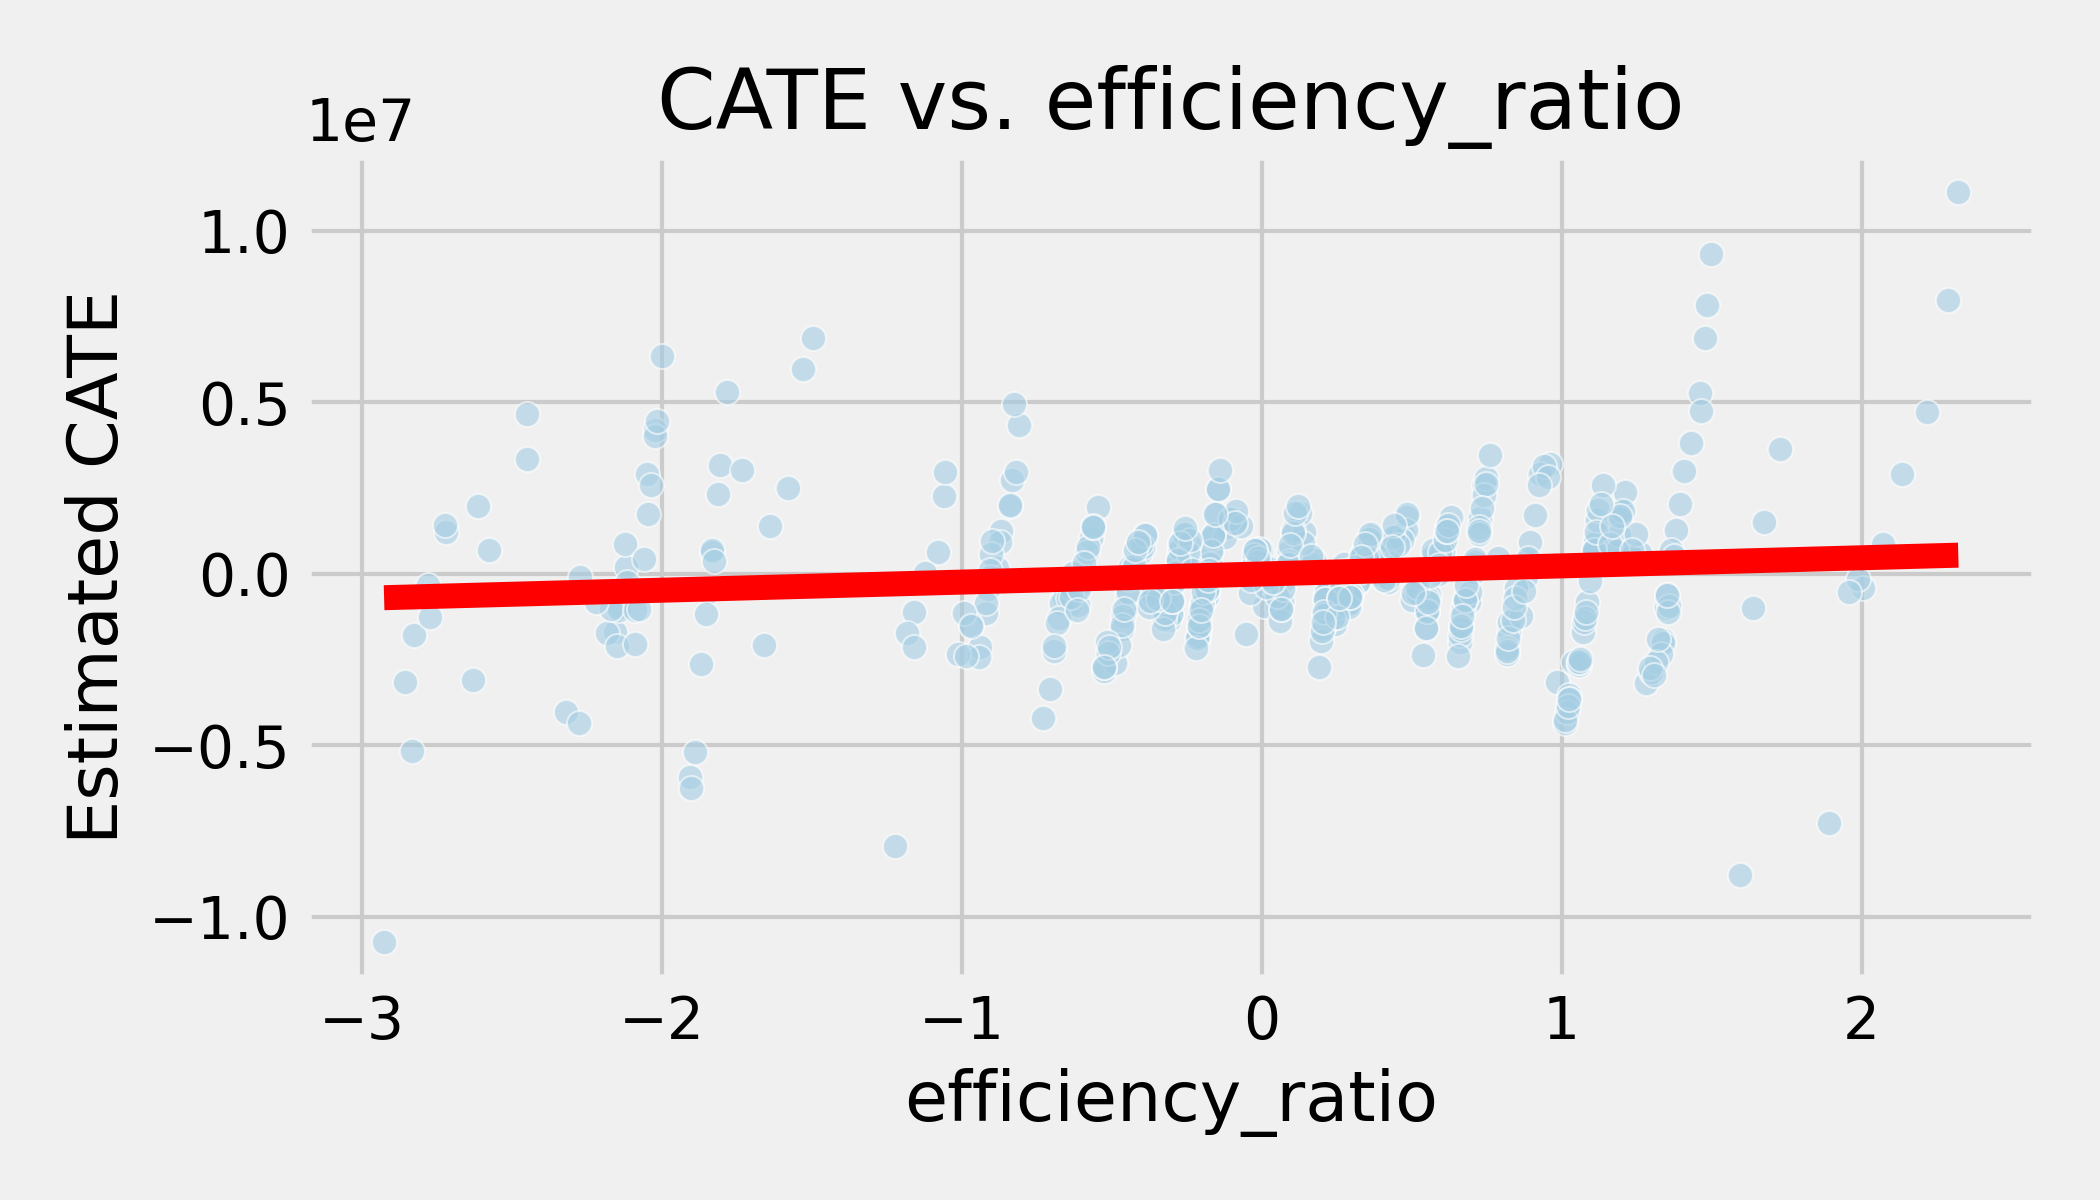 CATE vs. efficiency_ratio
1e7
1.0
0.5
0.0
−0.5
−1.0
Estimated CATE
−3
−2
−1
0
1
2
efficiency_ratio